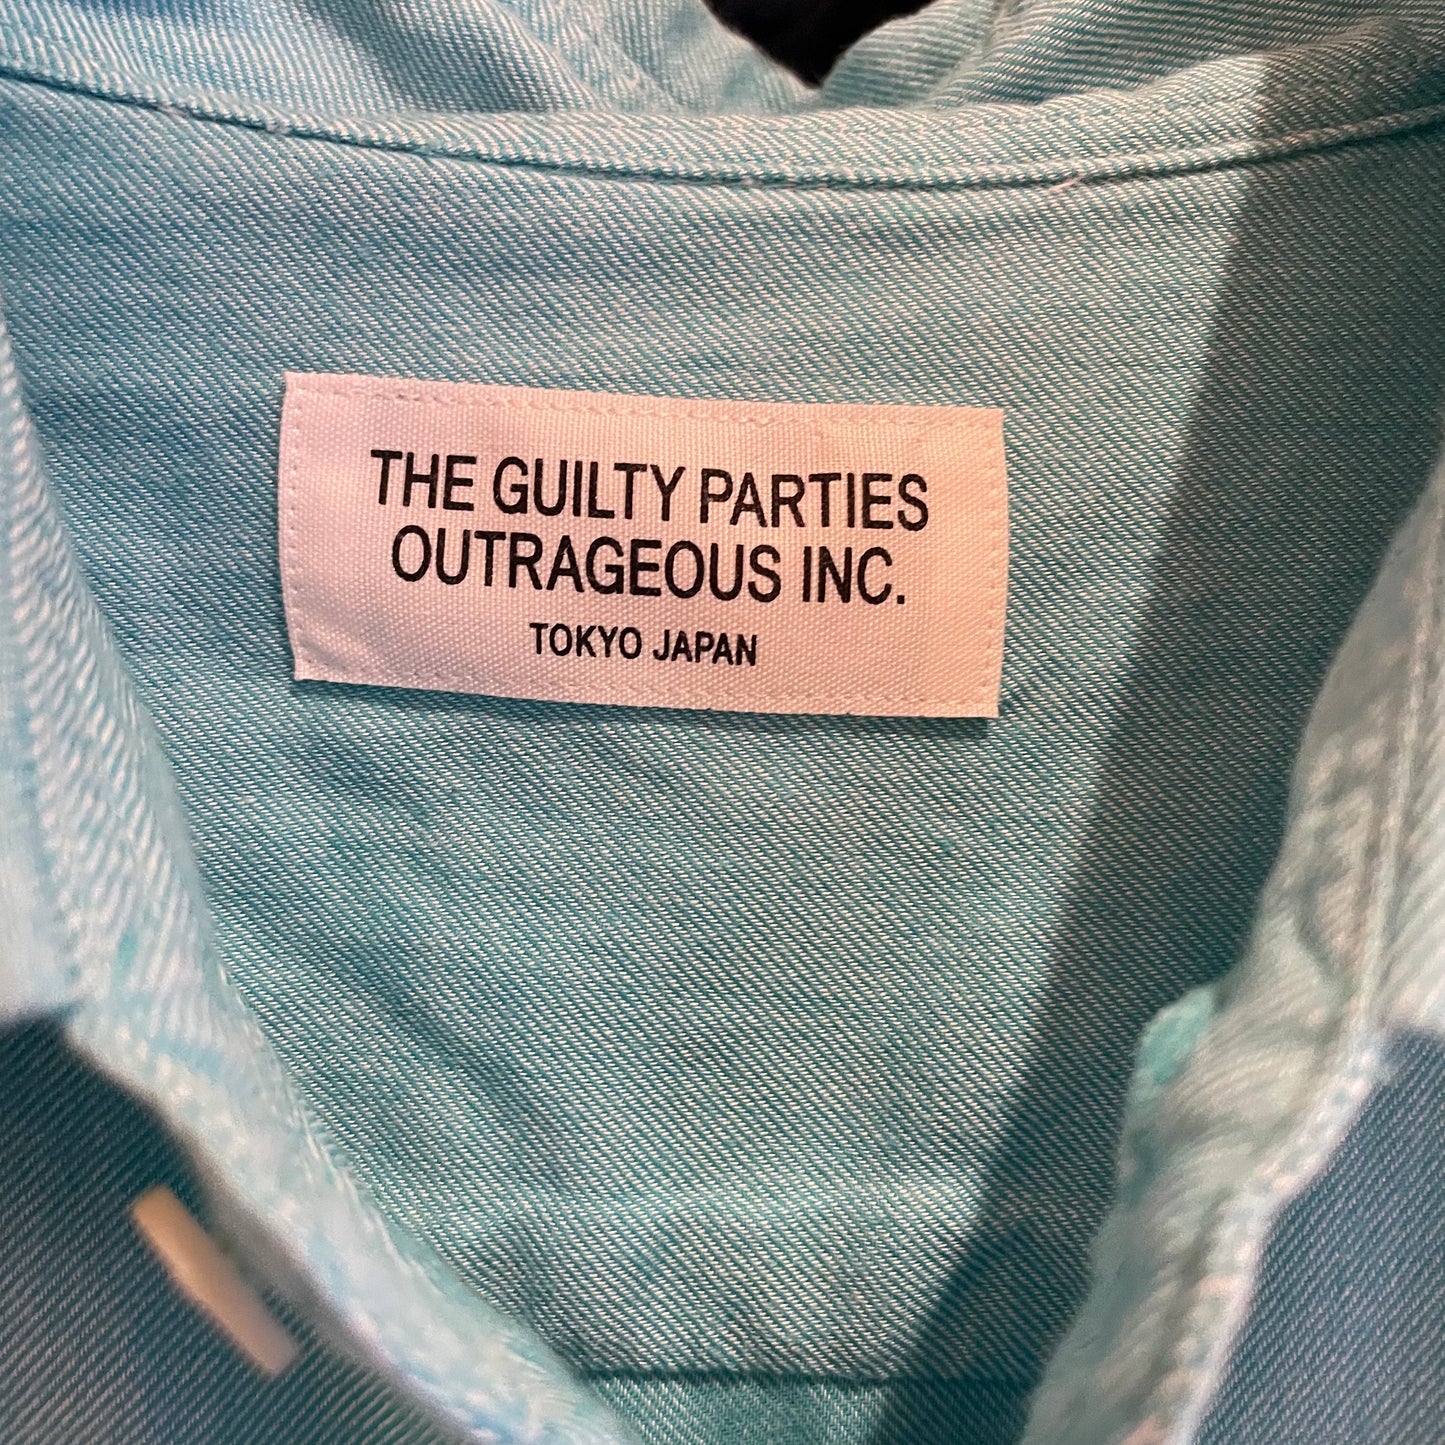 THE GUILTY PARTIES
OUTRAGEOUS INC.
TOKYO JAPAN